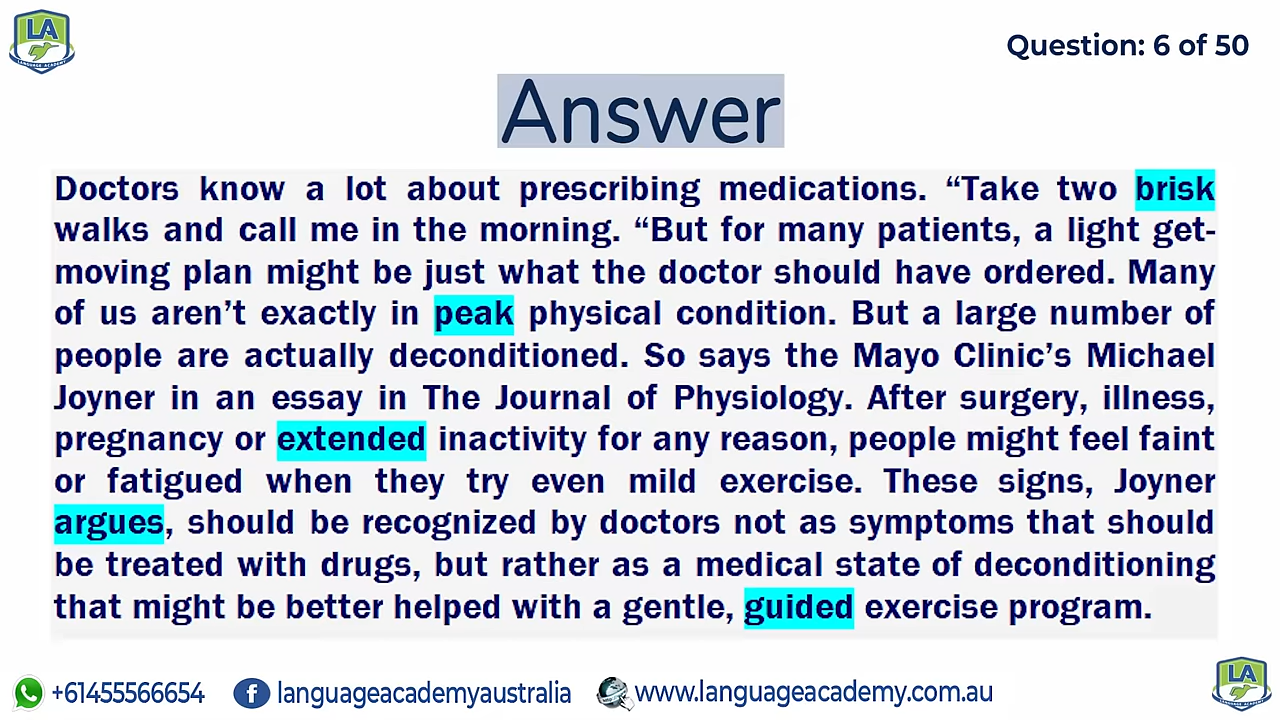 LA
LANGUAGE ACADEMY
Question: 6 of 50
Answer
Doctors know a lot about prescribing medications. “Take two brisk
walks and call me in the morning. “But for many patients, a light get-
moving plan might be just what the doctor should have ordered. Many
of us aren’t exactly in peak physical condition. But a large number of
people are actually deconditioned. So says the Mayo Clinic’s Michael
Joyner in an essay in The Journal of Physiology. After surgery, illness,
pregnancy or extended inactivity for any reason, people might feel faint
or fatigued when they try even mild exercise. These signs, Joyner
argues, should be recognized by doctors not as symptoms that should
be treated with drugs, but rather as a medical state of deconditioning
that might be better helped with a gentle, guided exercise program.
+61455566654 languageacademyaustralia www.languageacademy.com.au
LA
LANGUAGE ACADEMY